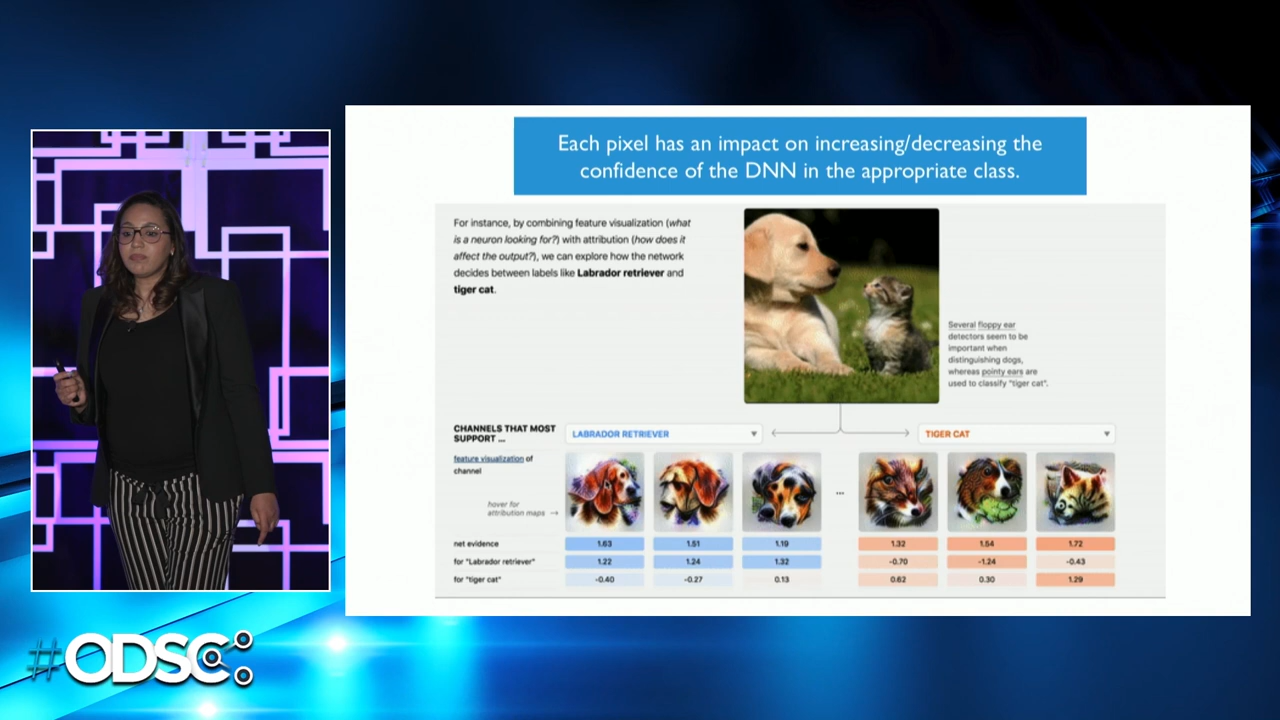 Each pixel has an impact on increasing/decreasing the
confidence of the DNN in the appropriate class.
For instance, by combining feature visualization (what
is a neuron looking for?) with attribution (how does it
affect the output?), we can explore how the network
decides between labels like Labrador retriever and
tiger cat.
Several floppy ear
detectors seem to be
important when
distinguishing dogs,
whereas pointy ears are
used to classify "tiger cat".
CHANNELS THAT MOST
SUPPORT ...
LABRADOR RETRIEVER
TIGER CAT
feature visualization of
channel
hover for
attribution maps →
...
net evidence 1.63 1.51 1.19 1.32 1.54 1.72
for "Labrador retriever" 1.22 1.24 1.32 -0.70 -1.24 -0.43
for "tiger cat" -0.40 -0.27 0.13 0.62 0.30 1.29
#ODSC